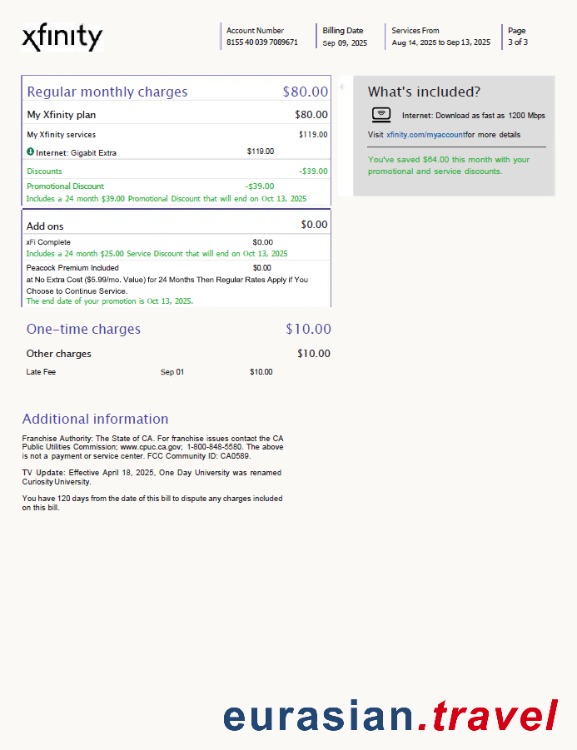 xfinity
Account Number
8155 40 039 7089671
Billing Date
Sep 09, 2025
Services From
Aug 14, 2025 to Sep 13, 2025
Page
3 of 3
Regular monthly charges $80.00
My Xfinity plan $80.00
My Xfinity services $119.00
Internet: Gigabit Extra $119.00
Discounts -$39.00
Promotional Discount -$39.00
Includes a 24 month $39.00 Promotional Discount that will end on Oct 13, 2025
Add ons $0.00
xFi Complete $0.00
Includes a 24 month $25.00 Service Discount that will end on Oct 13, 2025
Peacock Premium Included $0.00
at No Extra Cost ($5.99/mo. Value) for 24 Months Then Regular Rates Apply if You
Choose to Continue Service.
The end date of your promotion is Oct 13, 2025.
One-time charges $10.00
Other charges $10.00
Late Fee Sep 01 $10.00
What's included?
Internet: Download as fast as 1200 Mbps
Visit xfinity.com/myaccountfor more details
You've saved $64.00 this month with your
promotional and service discounts.
Additional information
Franchise Authority: The State of CA. For franchise issues contact the CA
Public Utilities Commission; www.cpuc.ca.gov; 1-800-848-5580. The above
is not a payment or service center. FCC Community ID: CA0589.
TV Update: Effective April 18, 2025, One Day University was renamed
Curiosity University.
You have 120 days from the date of this bill to dispute any charges included
on this bill.
eurasian.travel